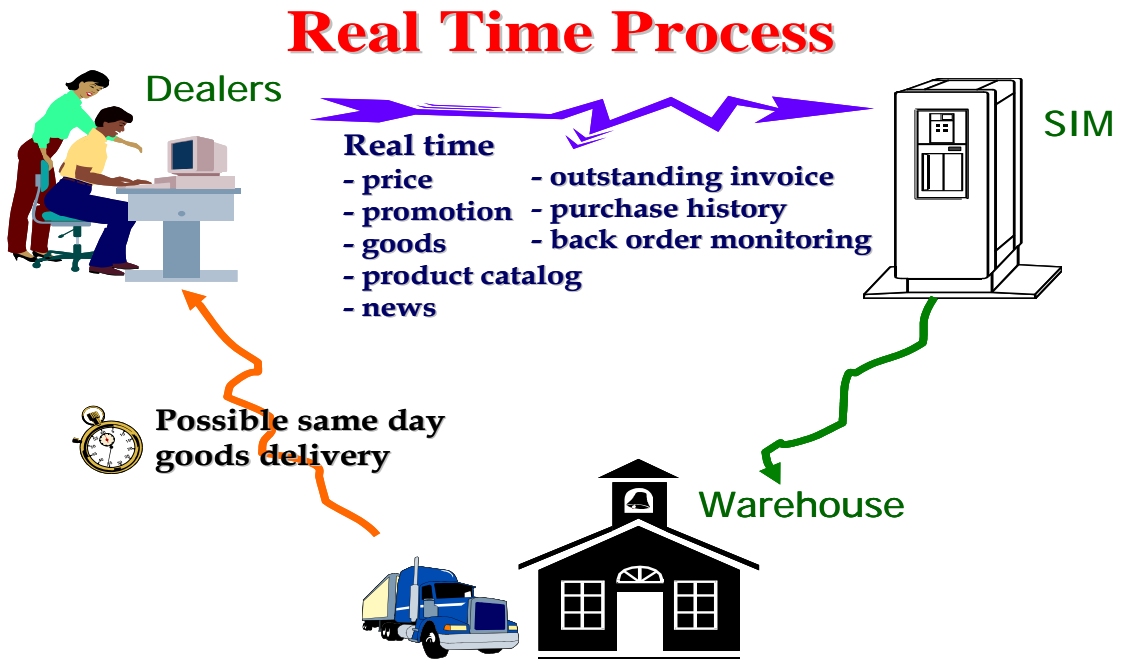 Real Time Process
Dealers
SIM
Real time
- price
- promotion
- goods
- product catalog
- news
- outstanding invoice
- purchase history
- back order monitoring
Possible same day
goods delivery
Warehouse